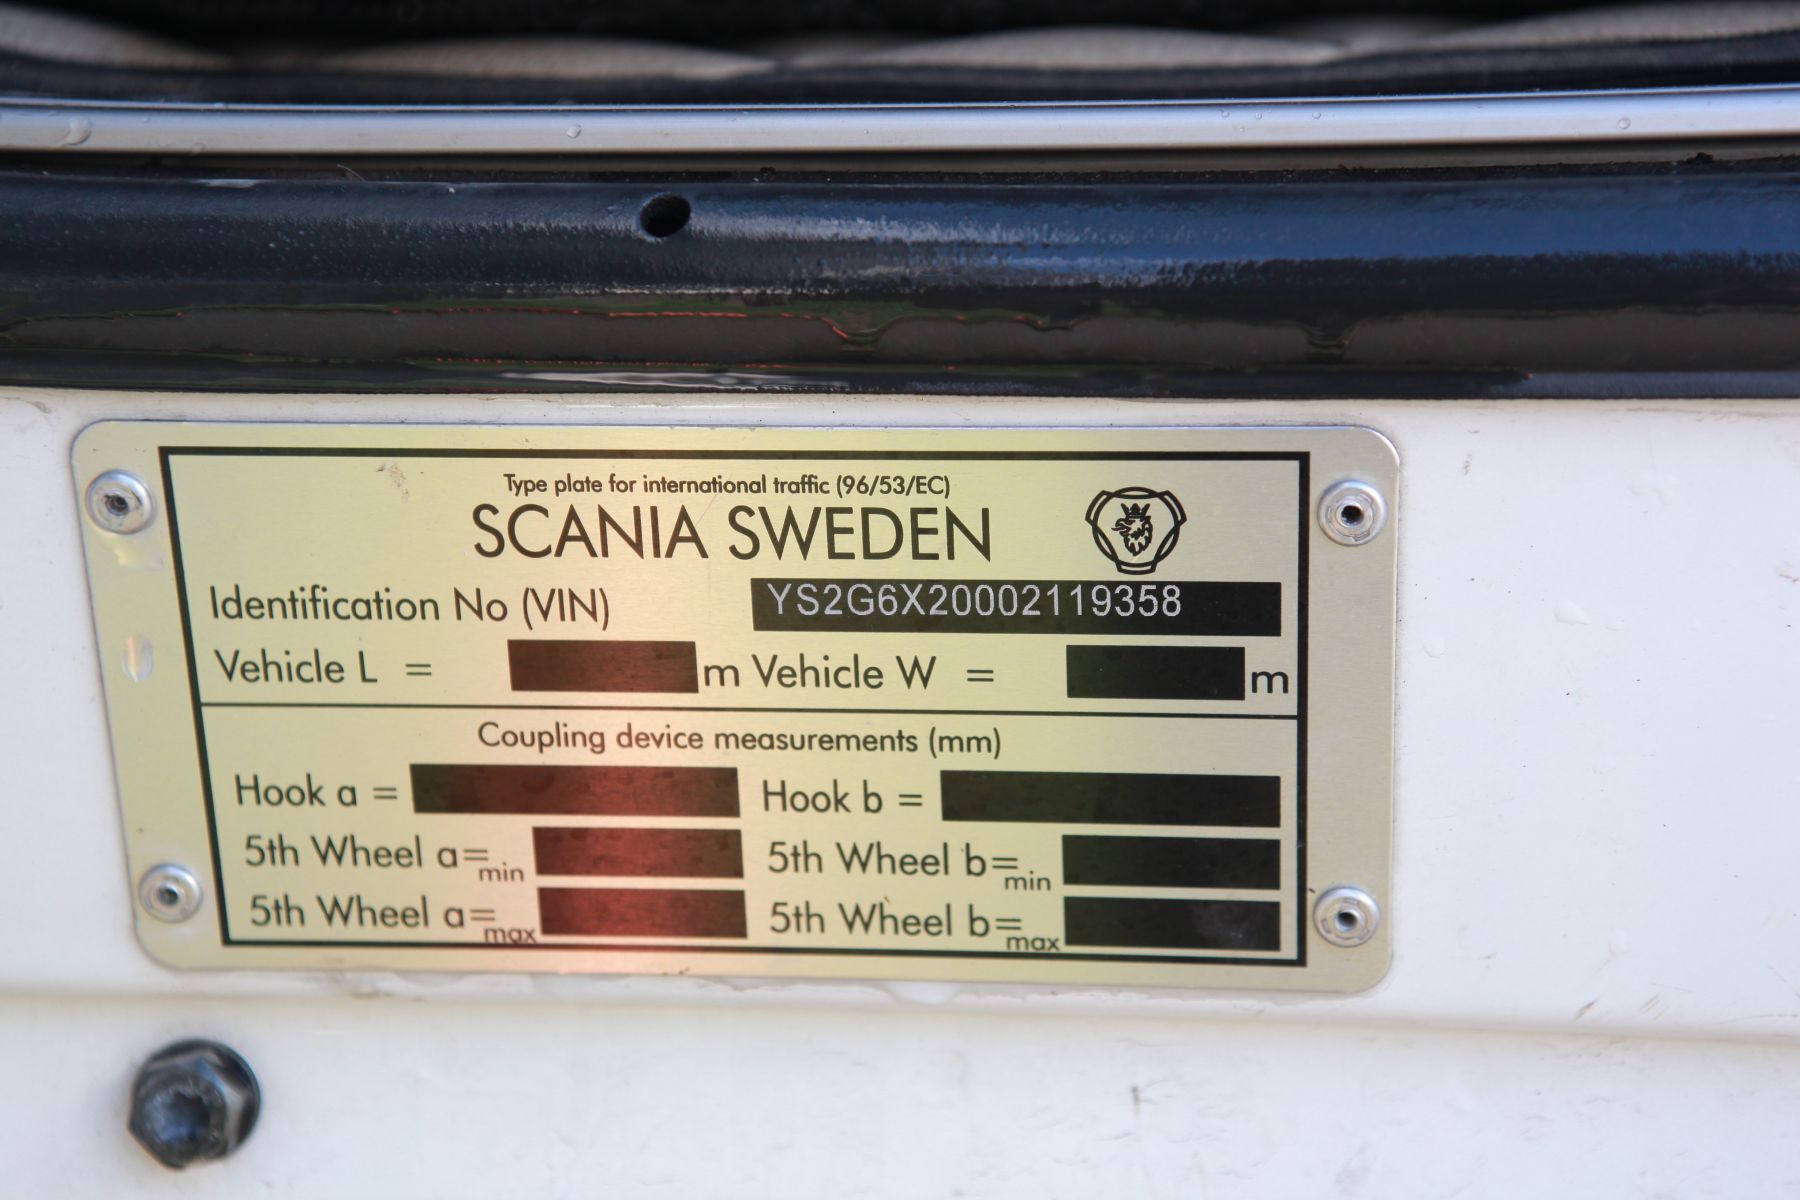 Type plate for international traffic (96/53/EC)
SCANIA SWEDEN
Identification No (VIN) YS2G6X20002119358
Vehicle L = m Vehicle W = m
Coupling device measurements (mm)
Hook a = Hook b =
5th Wheel a= min 5th Wheel b= min
5th Wheel a= max 5th Wheel b= max